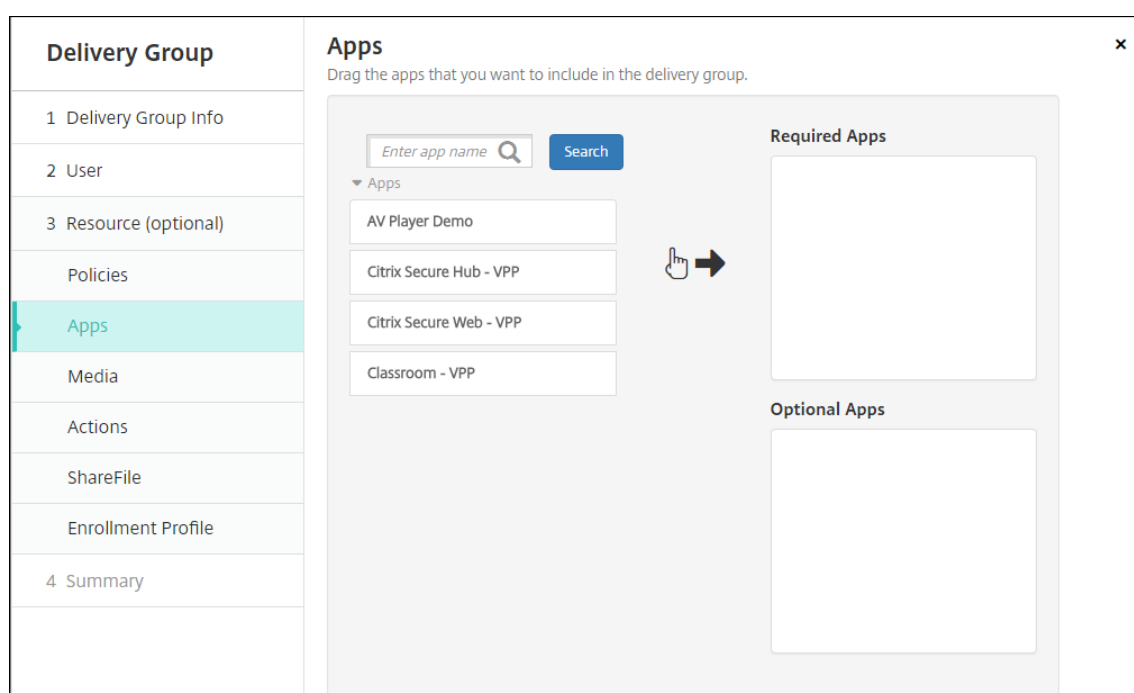 Delivery Group
1 Delivery Group Info
2 User
3 Resource (optional)
Policies
Apps
Media
Actions
ShareFile
Enrollment Profile
4 Summary
Apps
Drag the apps that you want to include in the delivery group.
Enter app name
Search
Apps
AV Player Demo
Citrix Secure Hub - VPP
Citrix Secure Web - VPP
Classroom - VPP
Required Apps
Optional Apps